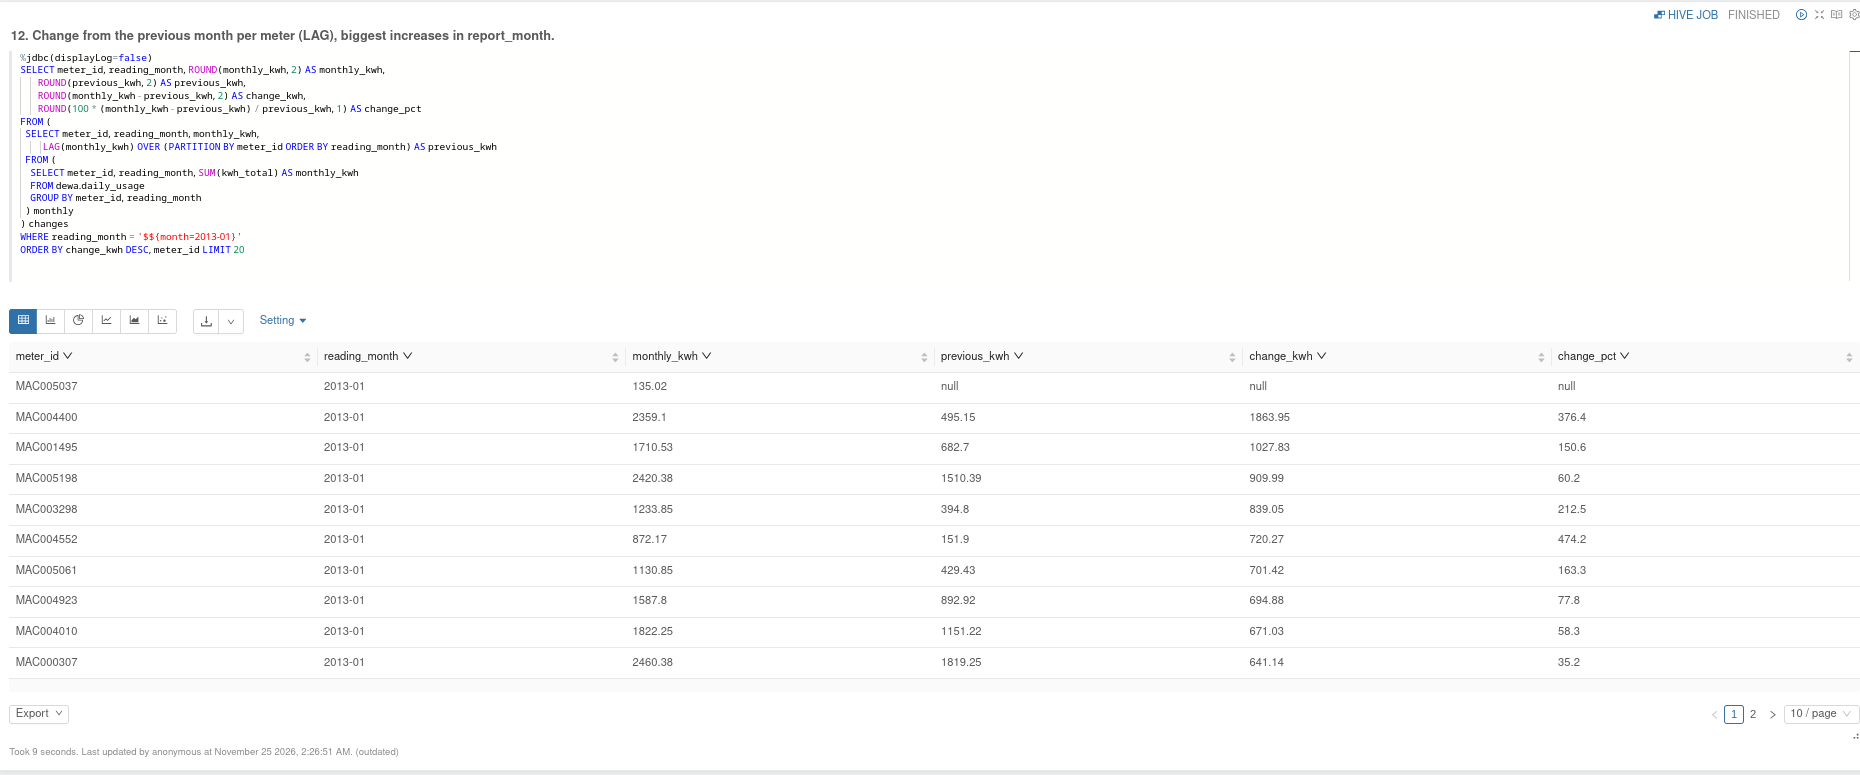 HIVE JOB FINISHED
12. Change from the previous month per meter (LAG), biggest increases in report_month.
%jdbc(displayLog=false)
SELECT meter_id, reading_month, ROUND(monthly_kwh, 2) AS monthly_kwh,
ROUND(previous_kwh, 2) AS previous_kwh,
ROUND(monthly_kwh - previous_kwh, 2) AS change_kwh,
ROUND(100 * (monthly_kwh - previous_kwh) / previous_kwh, 1) AS change_pct
FROM (
SELECT meter_id, reading_month, monthly_kwh,
LAG(monthly_kwh) OVER (PARTITION BY meter_id ORDER BY reading_month) AS previous_kwh
FROM (
SELECT meter_id, reading_month, SUM(kwh_total) AS monthly_kwh
FROM dewa.daily_usage
GROUP BY meter_id, reading_month
) monthly
) changes
WHERE reading_month = '$${month=2013-01}'
ORDER BY change_kwh DESC, meter_id LIMIT 20
Setting
meter_id reading_month monthly_kwh previous_kwh change_kwh change_pct
MAC005037 2013-01 135.02 null null null
MAC004400 2013-01 2359.1 495.15 1863.95 376.4
MAC001495 2013-01 1710.53 682.7 1027.83 150.6
MAC005198 2013-01 2420.38 1510.39 909.99 60.2
MAC003298 2013-01 1233.85 394.8 839.05 212.5
MAC004552 2013-01 872.17 151.9 720.27 474.2
MAC005061 2013-01 1130.85 429.43 701.42 163.3
MAC004923 2013-01 1587.8 892.92 694.88 77.8
MAC004010 2013-01 1822.25 1151.22 671.03 58.3
MAC000307 2013-01 2460.38 1819.25 641.14 35.2
Export
1 2 10 / page
Took 9 seconds. Last updated by anonymous at November 25 2026, 2:26:51 AM. (outdated)